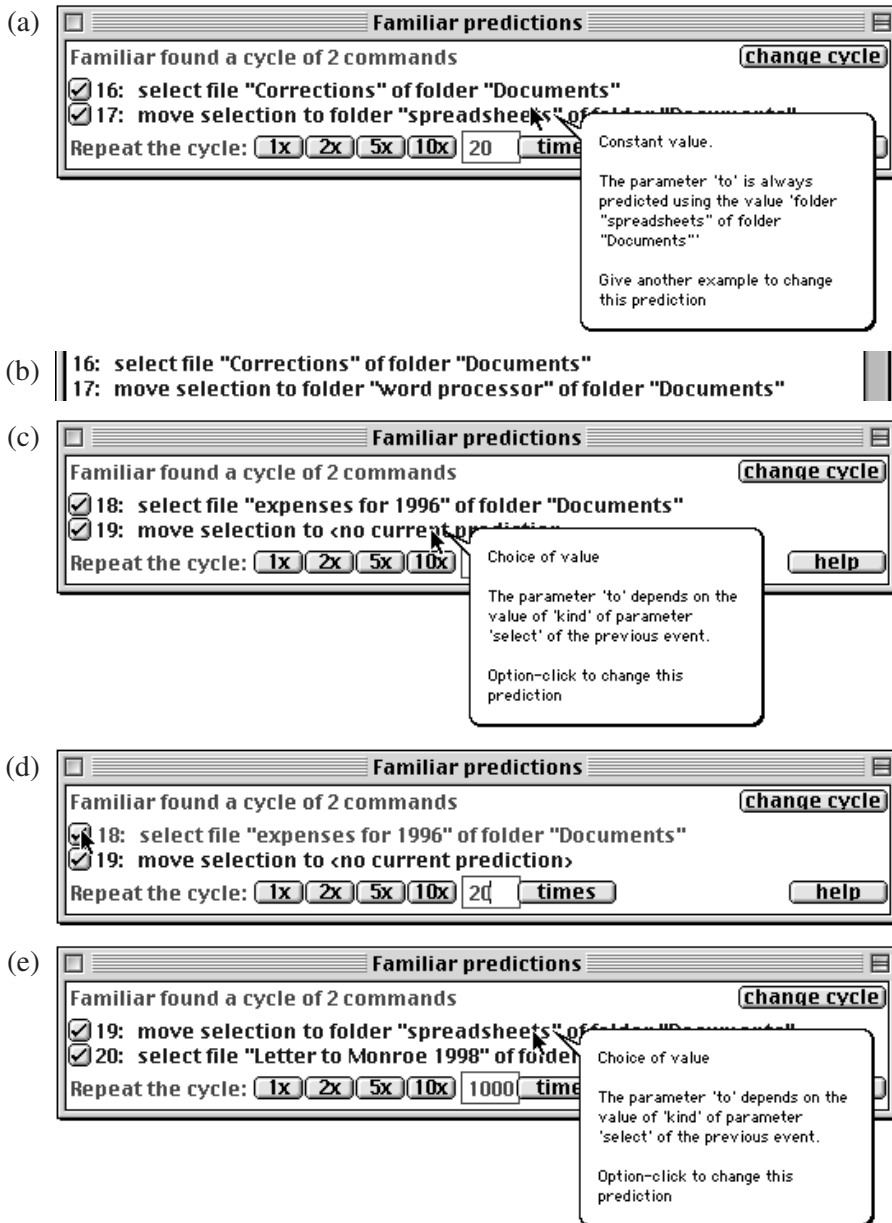 (a)
Familiar predictions
Familiar found a cycle of 2 commands
change cycle
16: select file "Corrections" of folder "Documents"
17: move selection to folder "spreadsheets" of folder "Documents"
Repeat the cycle: 1x 2x 5x 10x 20
Constant value.
The parameter 'to' is always
predicted using the value 'folder
"spreadsheets" of folder
"Documents"'
Give another example to change
this prediction
(b)
16: select file "Corrections" of folder "Documents"
17: move selection to folder "word processor" of folder "Documents"
(c)
Familiar predictions
Familiar found a cycle of 2 commands
change cycle
18: select file "expenses for 1996" of folder "Documents"
19: move selection to <no current prediction>
Repeat the cycle: 1x 2x 5x 10x
help
Choice of value
The parameter 'to' depends on the
value of 'kind' of parameter
'select' of the previous event.
Option-click to change this
prediction
(d)
Familiar predictions
Familiar found a cycle of 2 commands
change cycle
18: select file "expenses for 1996" of folder "Documents"
19: move selection to <no current prediction>
Repeat the cycle: 1x 2x 5x 10x 20 times
help
(e)
Familiar predictions
Familiar found a cycle of 2 commands
change cycle
19: move selection to folder "spreadsheets" of folder "Documents"
20: select file "Letter to Monroe 1998" of folder
Repeat the cycle: 1x 2x 5x 10x 1000
Choice of value
The parameter 'to' depends on the
value of 'kind' of parameter
'select' of the previous event.
Option-click to change this
prediction